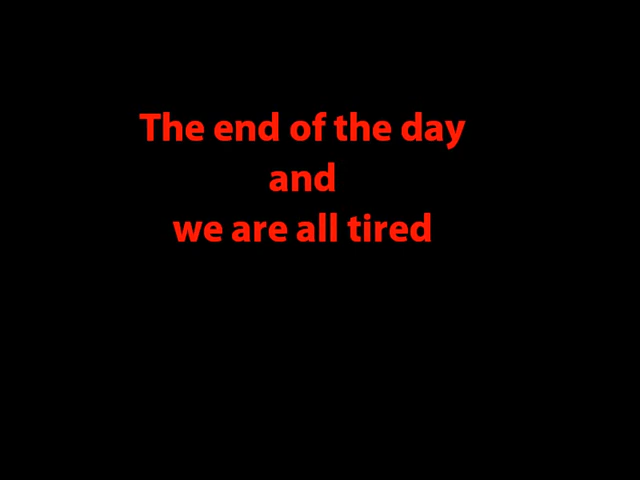 The end of the day
and
we are all tired